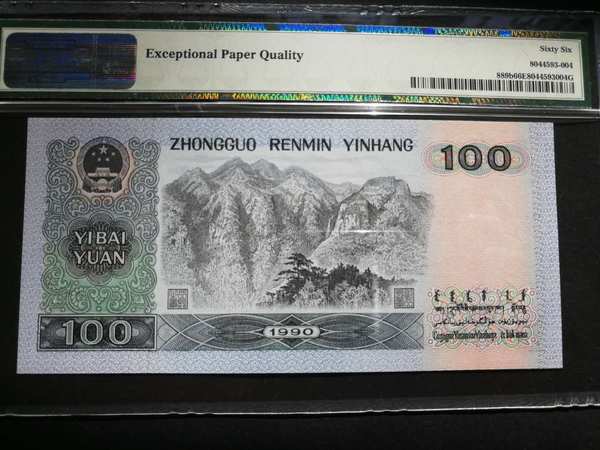 Exceptional Paper Quality
Sixty Six
8044593-004
889b66E8044593004G
ZHONGGUO RENMIN YINHANG
100
YIBAI
YUAN
100
1990